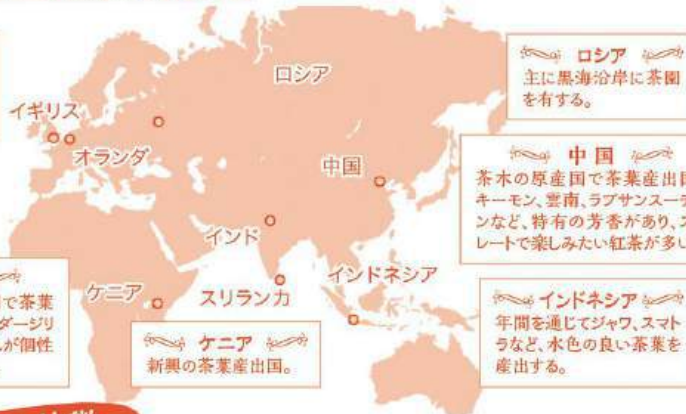 ロシア
イギリス
オランダ
中国
インド
ケニア
スリランカ
インドネシア
ロシア
主に黒海沿岸に茶園
を有する。
中国
茶木の原産国で茶葉産出国
キーモン、雲南、ラプサンスーチ
ンなど、特有の芳香があり、ス
レートで楽しみたい紅茶が多い
で茶葉
ダージリ
が個性
ケニア
新興の茶葉産出国。
インドネシア
年間を通じてジャワ、スマト
ラなど、水色の良い茶葉を
産出する。